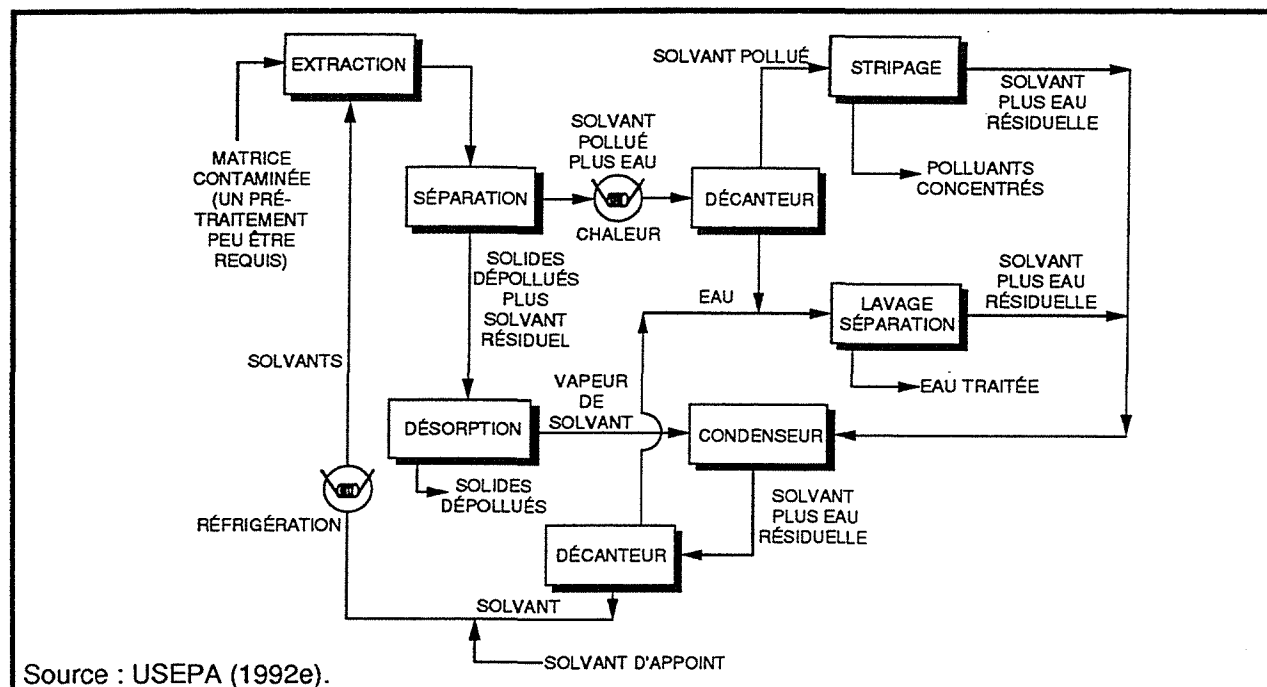 EXTRACTION
MATRICE
CONTAMINÉE
(UN PRÉ-
TRAITEMENT
PEU ÊTRE
REQUIS)
SÉPARATION
SOLVANT
POLLUÉ
PLUS EAU
CHALEUR
DÉCANTEUR
SOLVANT POLLUÉ
STRIPAGE
SOLVANT
PLUS EAU
RÉSIDUELLE
POLLUANTS
CONCENTRÉS
SOLIDES
DÉPOLLUÉS
PLUS
SOLVANT
RÉSIDUEL
EAU
LAVAGE
SÉPARATION
SOLVANT
PLUS EAU
RÉSIDUELLE
EAU TRAITÉE
SOLVANTS
DÉSORPTION
VAPEUR
DE
SOLVANT
CONDENSEUR
SOLIDES
DÉPOLLUÉS
SOLVANT
PLUS EAU
RÉSIDUELLE
RÉFRIGÉRATION
DÉCANTEUR
SOLVANT
SOLVANT D'APPOINT
Source : USEPA (1992e).